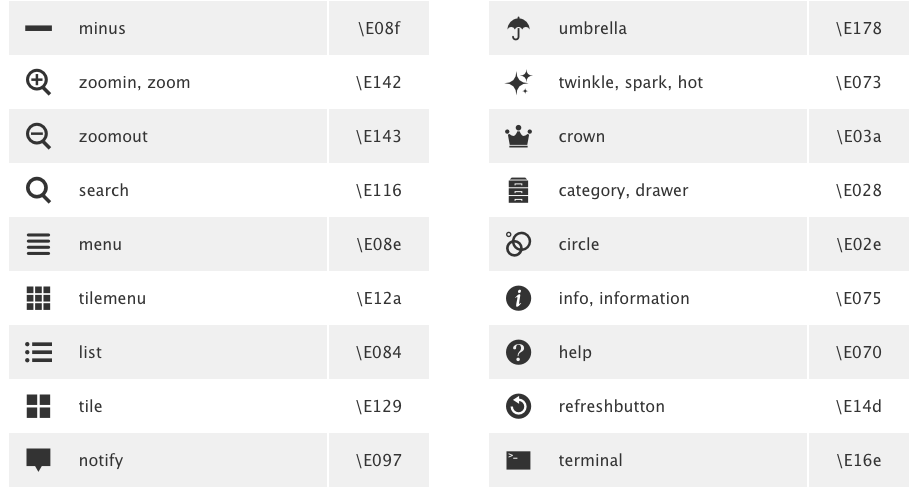 minus \E08f
zoomin, zoom \E142
zoomout \E143
search \E116
menu \E08e
tilemenu \E12a
list \E084
tile \E129
notify \E097
umbrella \E178
twinkle, spark, hot \E073
crown \E03a
category, drawer \E028
circle \E02e
info, information \E075
help \E070
refreshbutton \E14d
terminal \E16e